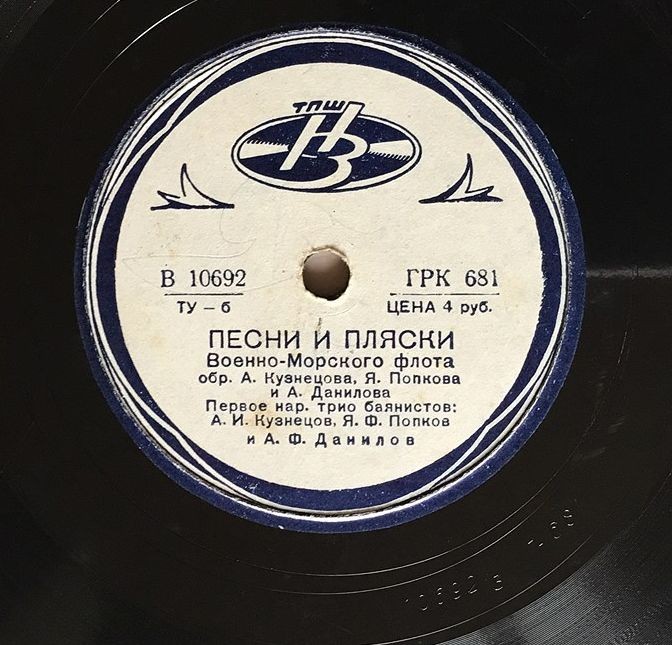 ТПШ
НЗ
В 10692
ГРК 681
ТУ – б
ЦЕНА 4 руб.
ПЕСНИ И ПЛЯСКИ
Военно-Морского флота
обр. А. Кузнецова, Я. Попкова
и А. Данилова
Первое нар. трио баянистов:
А. И. Кузнецов, Я. Ф. Попков
и А. Ф. Данилов
10692